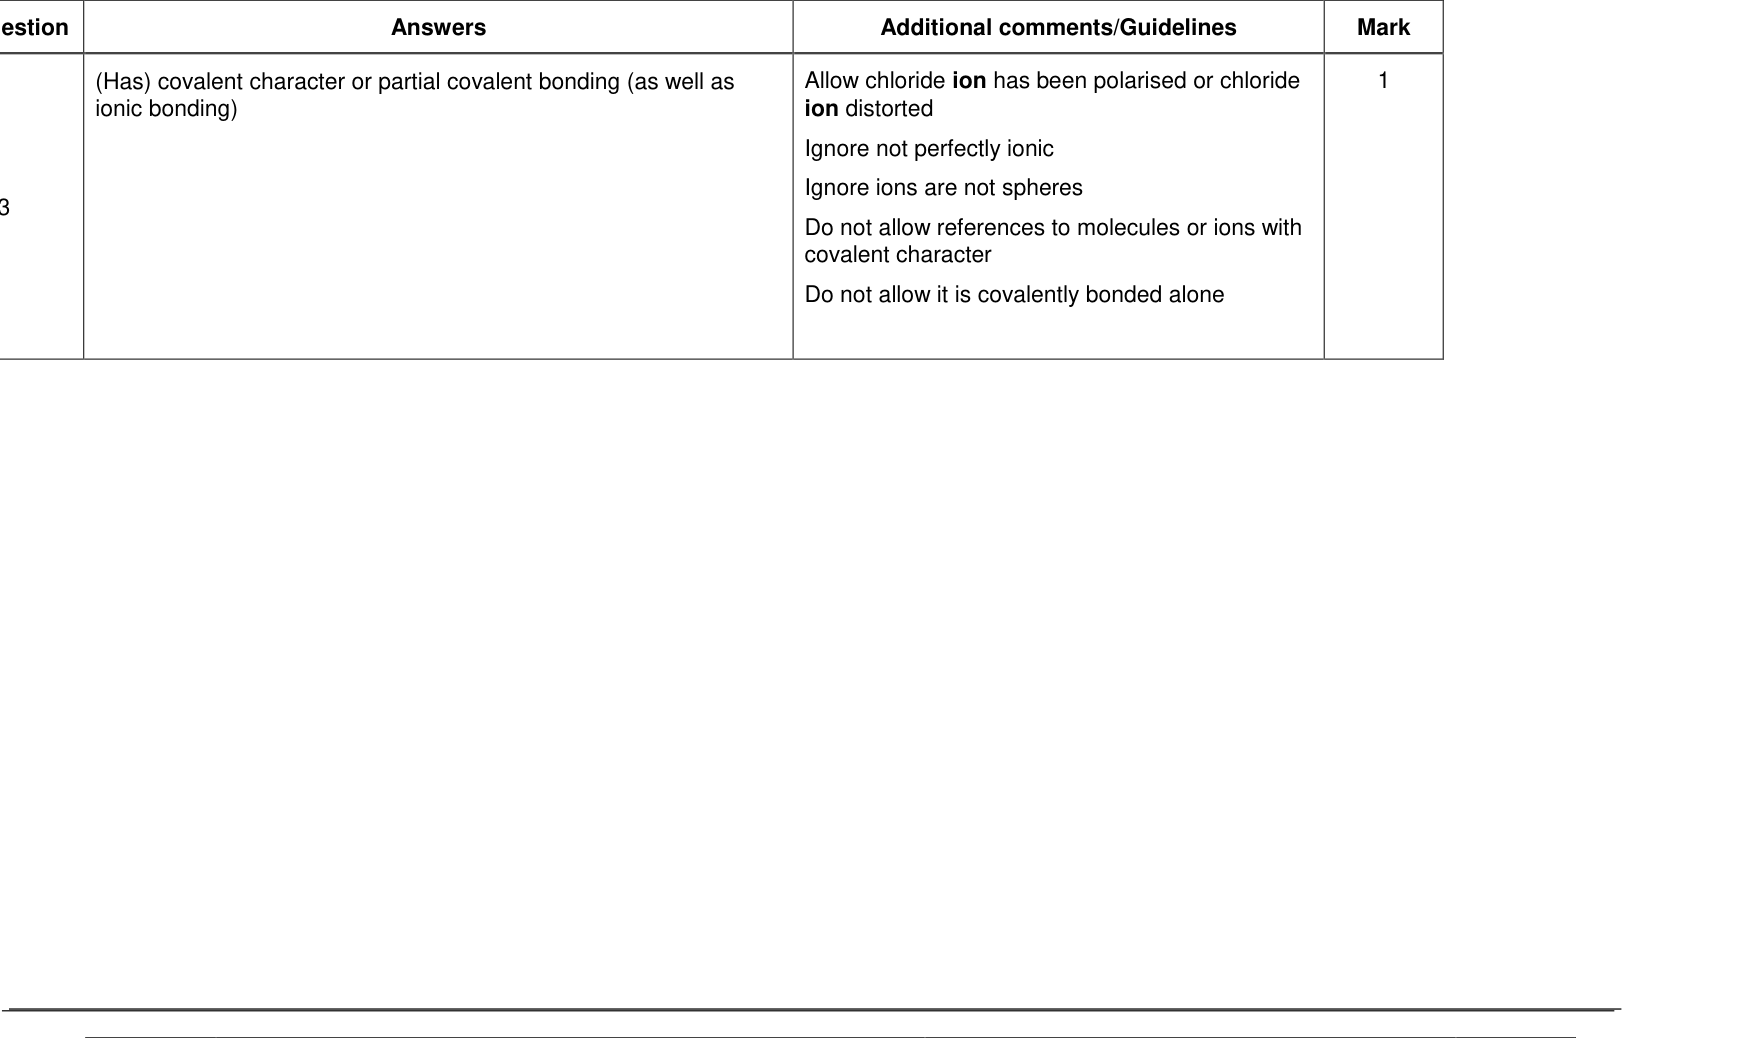 estion Answers Additional comments/Guidelines Mark
3
(Has) covalent character or partial covalent bonding (as well as
ionic bonding)
Allow chloride ion has been polarised or chloride
ion distorted
Ignore not perfectly ionic
Ignore ions are not spheres
Do not allow references to molecules or ions with
covalent character
Do not allow it is covalently bonded alone
1